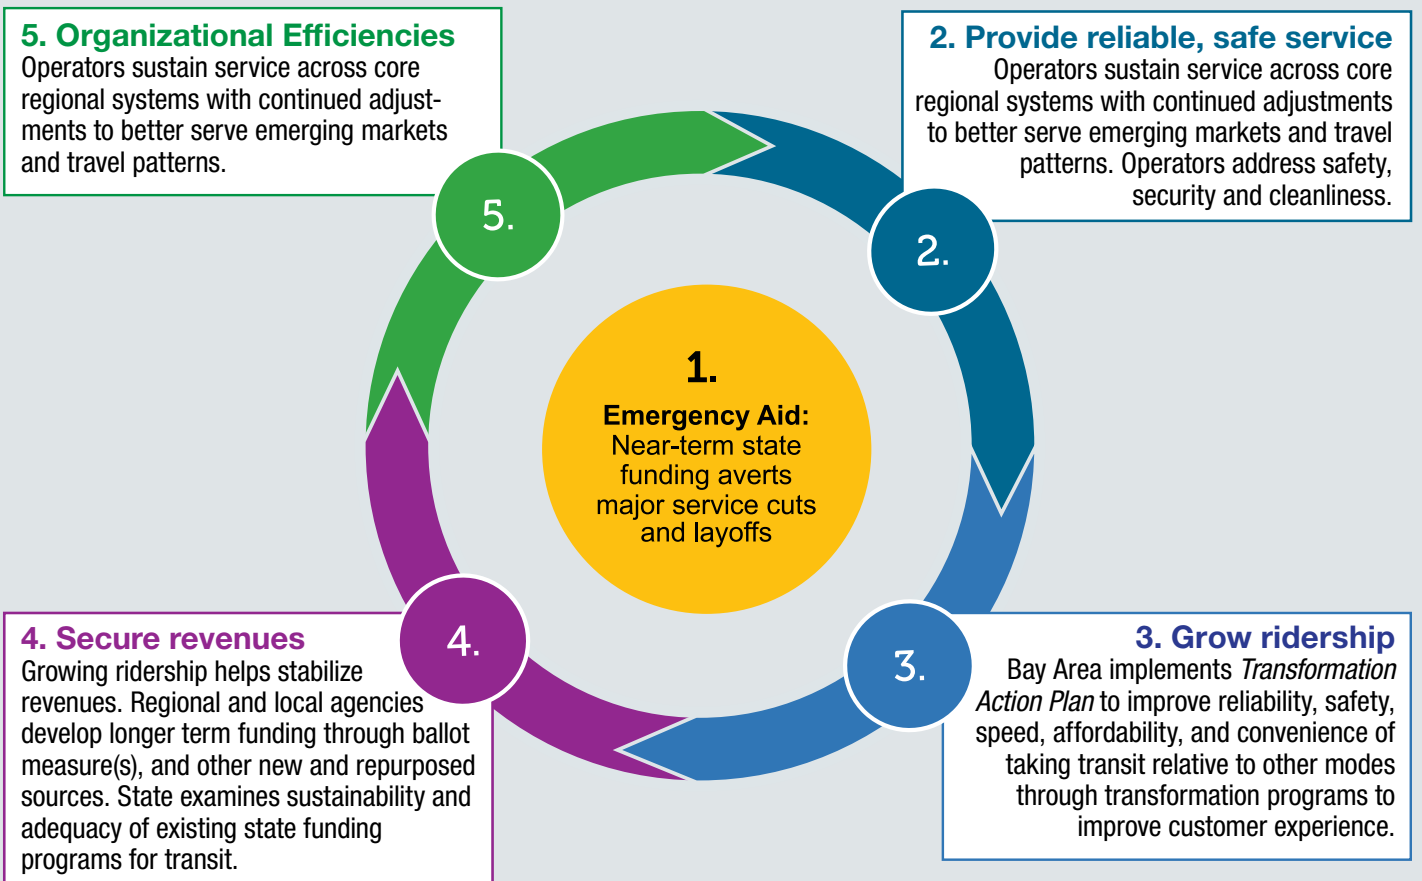 5. Organizational Efficiencies
Operators sustain service across core
regional systems with continued adjust-
ments to better serve emerging markets
and travel patterns.
5.
2. Provide reliable, safe service
Operators sustain service across core
regional systems with continued adjustments
to better serve emerging markets and travel
patterns. Operators address safety,
security and cleanliness.
2.
1.
Emergency Aid:
Near-term state
funding averts
major service cuts
and layoffs
4. Secure revenues
Growing ridership helps stabilize
revenues. Regional and local agencies
develop longer term funding through ballot
measure(s), and other new and repurposed
sources. State examines sustainability and
adequacy of existing state funding
programs for transit.
4.
3. Grow ridership
Bay Area implements Transformation
Action Plan to improve reliability, safety,
speed, affordability, and convenience of
taking transit relative to other modes
through transformation programs to
improve customer experience.
3.